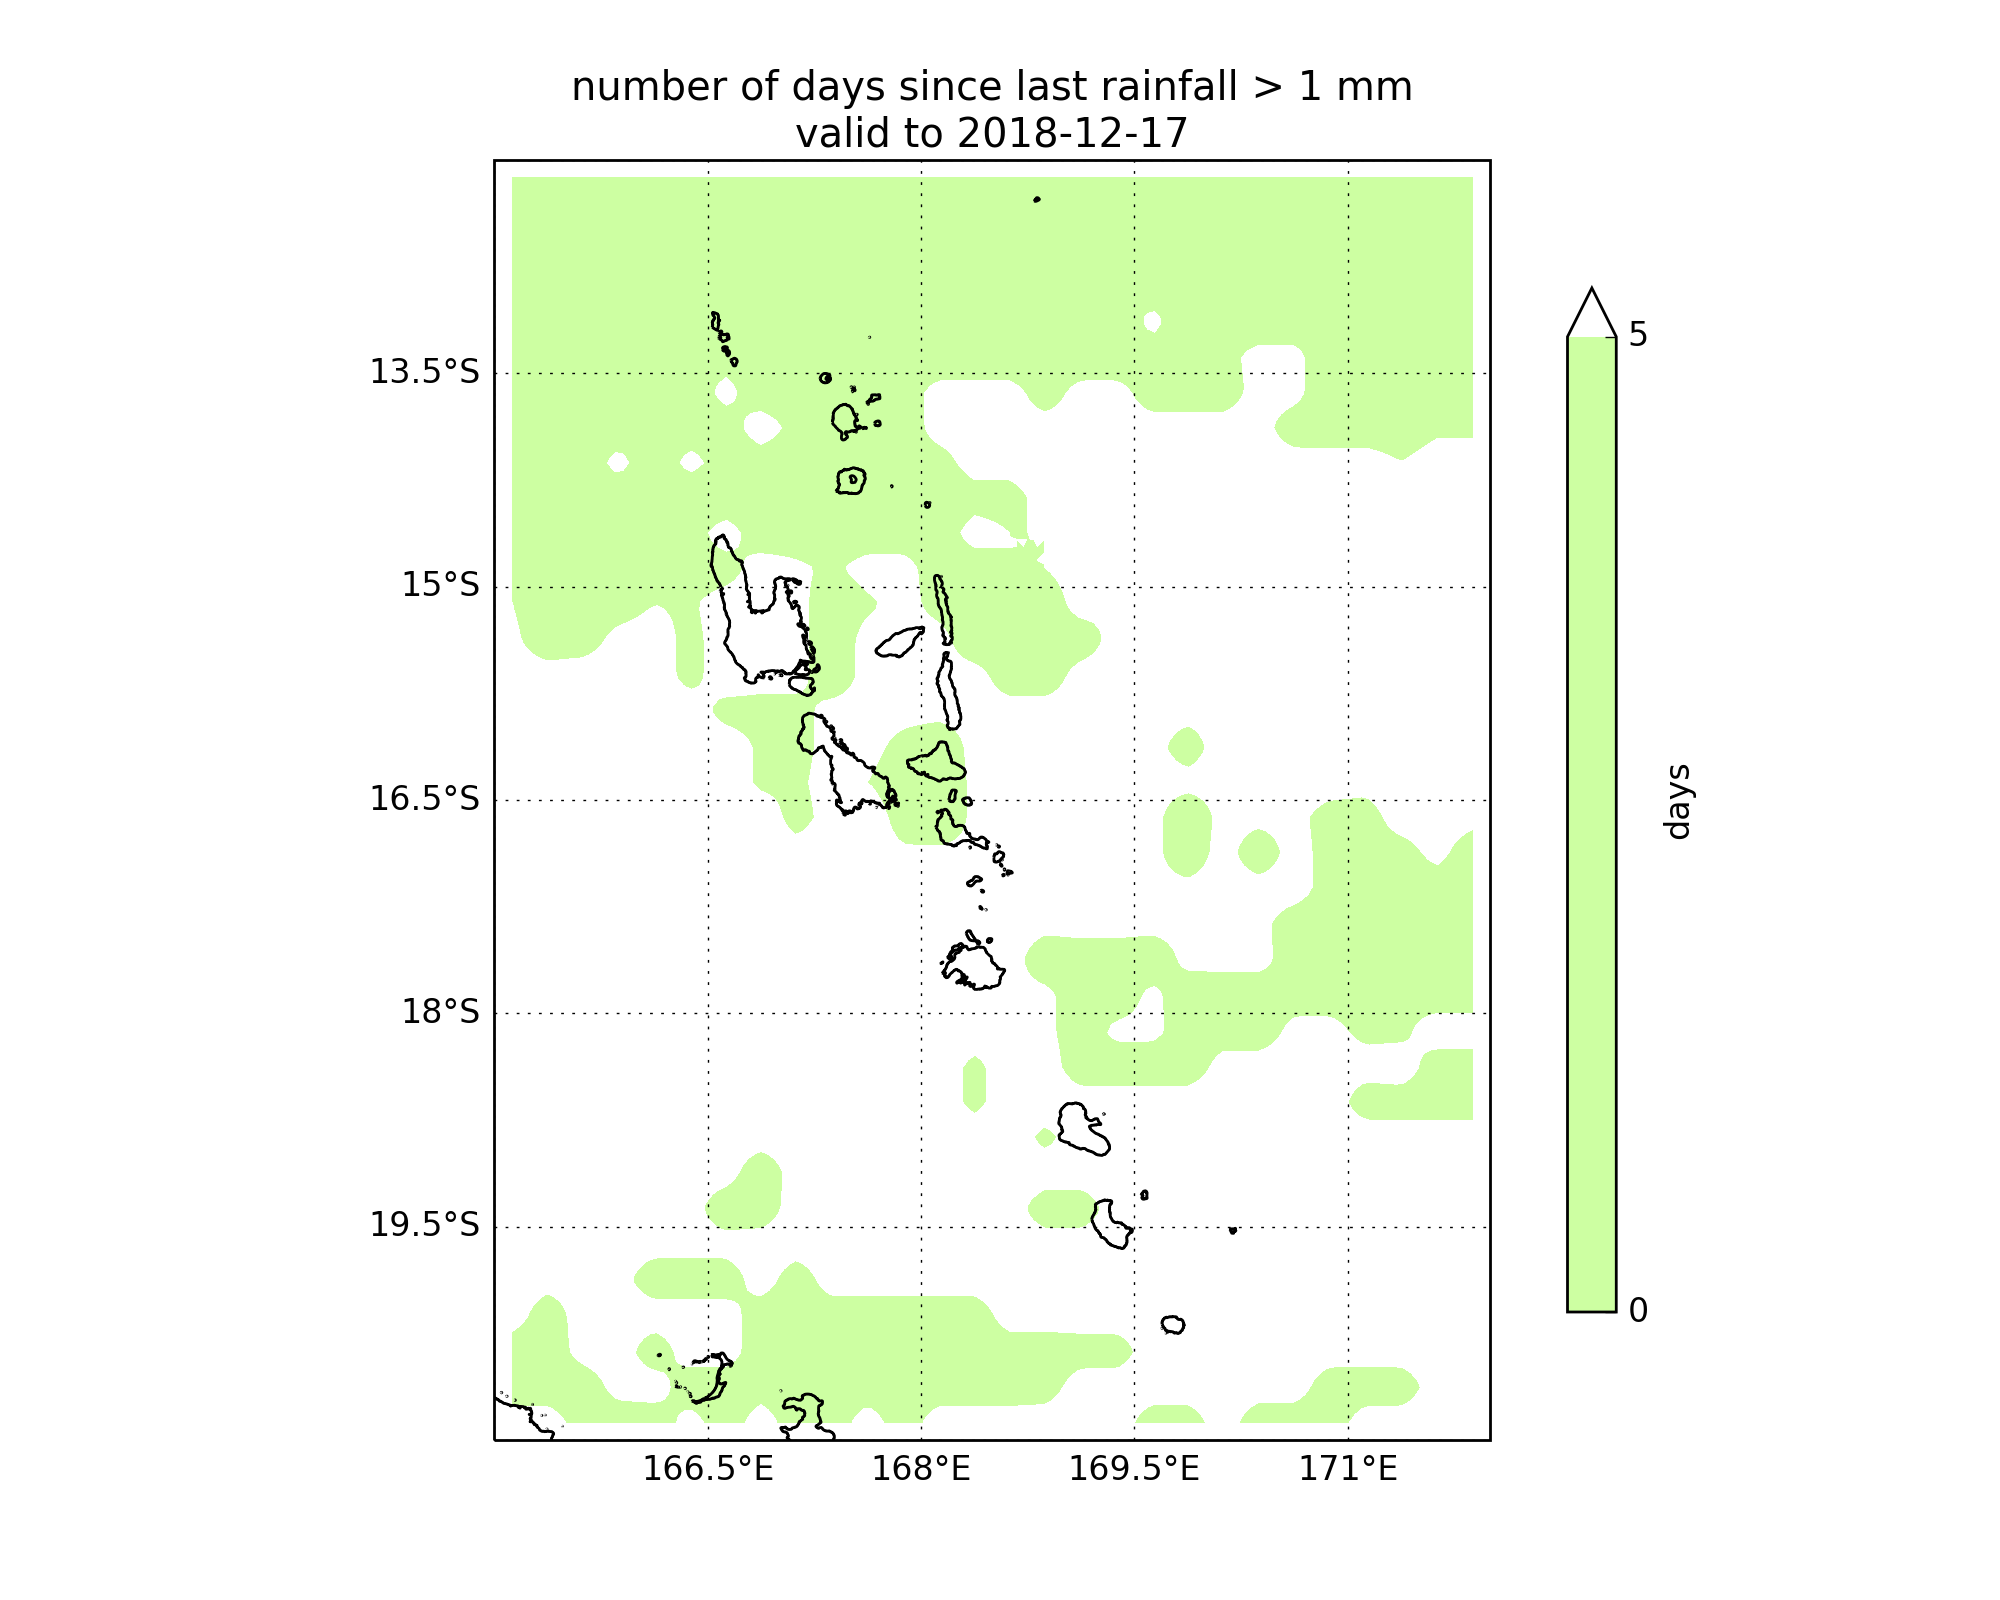 number of days since last rainfall > 1 mm
valid to 2018-12-17
13.5°S
15°S
16.5°S
18°S
19.5°S
166.5°E
168°E
169.5°E
171°E
5
0
days